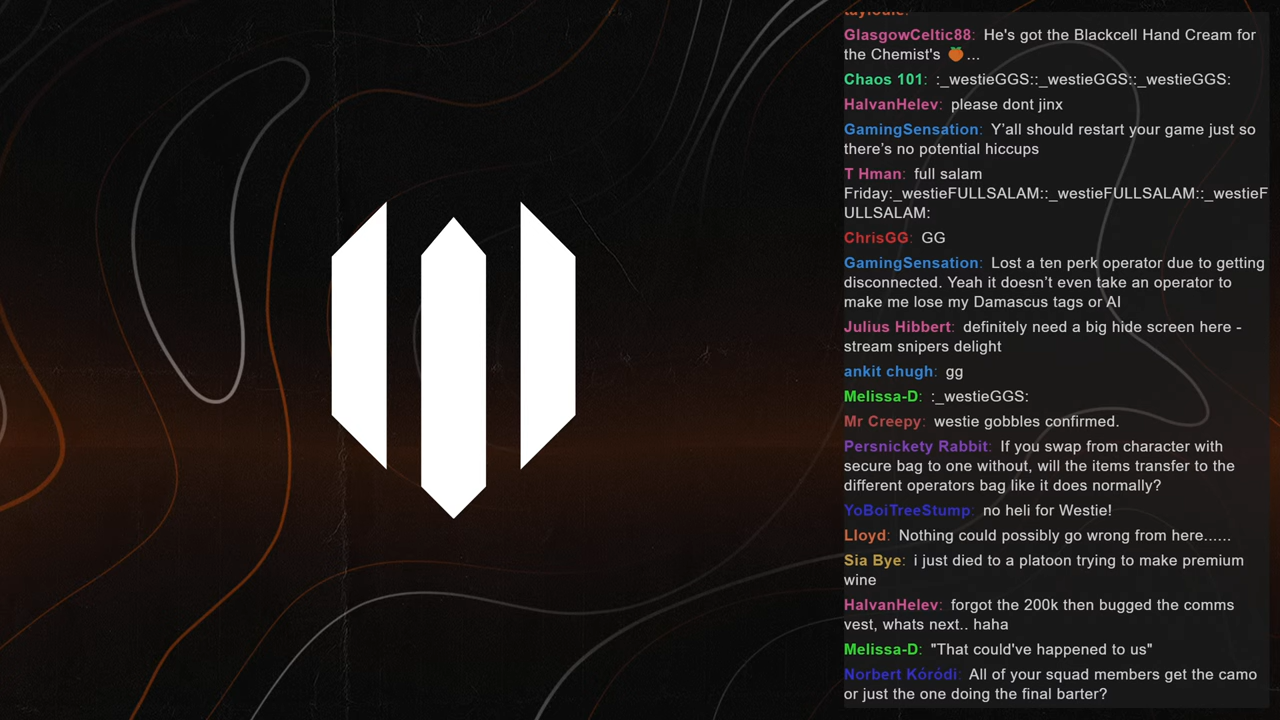 GlasgowCeltic88: He's got the Blackcell Hand Cream for
the Chemist's 🍑...
Chaos 101: :_westieGGS::_westieGGS::_westieGGS:
HalvanHelev: please dont jinx
GamingSensation: Y'all should restart your game just so
there's no potential hiccups
T Hman: full salam
Friday:_westieFULLSALAM::_westieFULLSALAM::_westieF
ULLSALAM:
ChrisGG: GG
GamingSensation: Lost a ten perk operator due to getting
disconnected. Yeah it doesn't even take an operator to
make me lose my Damascus tags or AI
Julius Hibbert: definitely need a big hide screen here -
stream snipers delight
ankit chugh: gg
Melissa-D: :_westieGGS:
Mr Creepy: westie gobbles confirmed.
Persnickety Rabbit: If you swap from character with
secure bag to one without, will the items transfer to the
different operators bag like it does normally?
YoBoiTreeStump: no heli for Westie!
Lloyd: Nothing could possibly go wrong from here......
Sia Bye: i just died to a platoon trying to make premium
wine
HalvanHelev: forgot the 200k then bugged the comms
vest, whats next.. haha
Melissa-D: "That could've happened to us"
Norbert Kóródi: All of your squad members get the camo
or just the one doing the final barter?